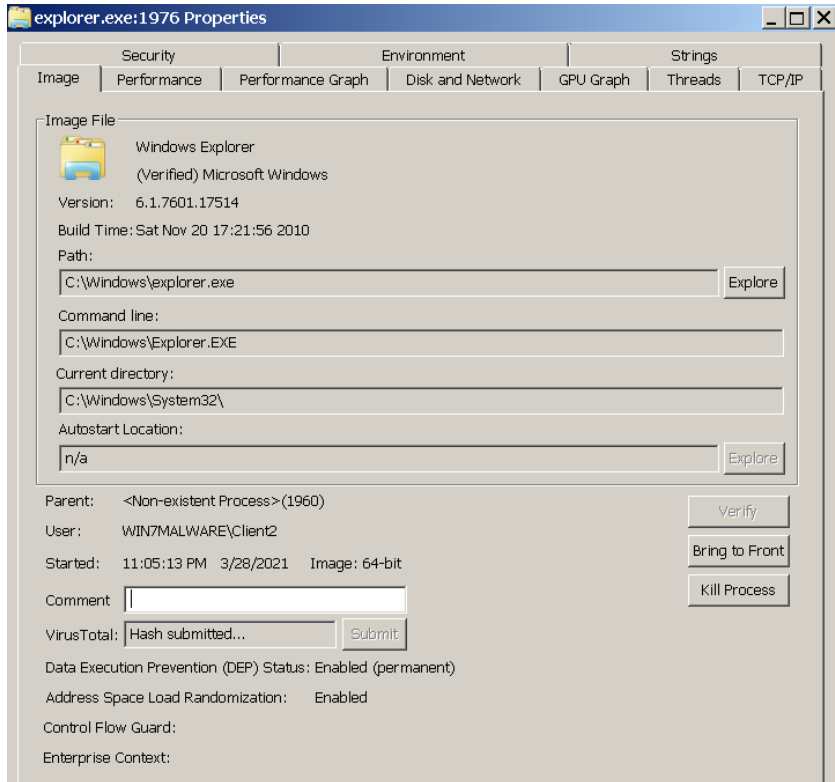 explorer.exe:1976 Properties
Security Environment Strings
Image Performance Performance Graph Disk and Network GPU Graph Threads TCP/IP
Image File
Windows Explorer
(Verified) Microsoft Windows
Version: 6.1.7601.17514
Build Time: Sat Nov 20 17:21:56 2010
Path:
C:\Windows\explorer.exe Explore
Command line:
C:\Windows\Explorer.EXE
Current directory:
C:\Windows\System32\
Autostart Location:
n/a Explore
Parent: <Non-existent Process>(1960) Verify
User: WIN7MALWARE\Client2
Started: 11:05:13 PM 3/28/2021 Image: 64-bit Bring to Front
Comment Kill Process
VirusTotal: Hash submitted... Submit
Data Execution Prevention (DEP) Status: Enabled (permanent)
Address Space Load Randomization: Enabled
Control Flow Guard:
Enterprise Context: